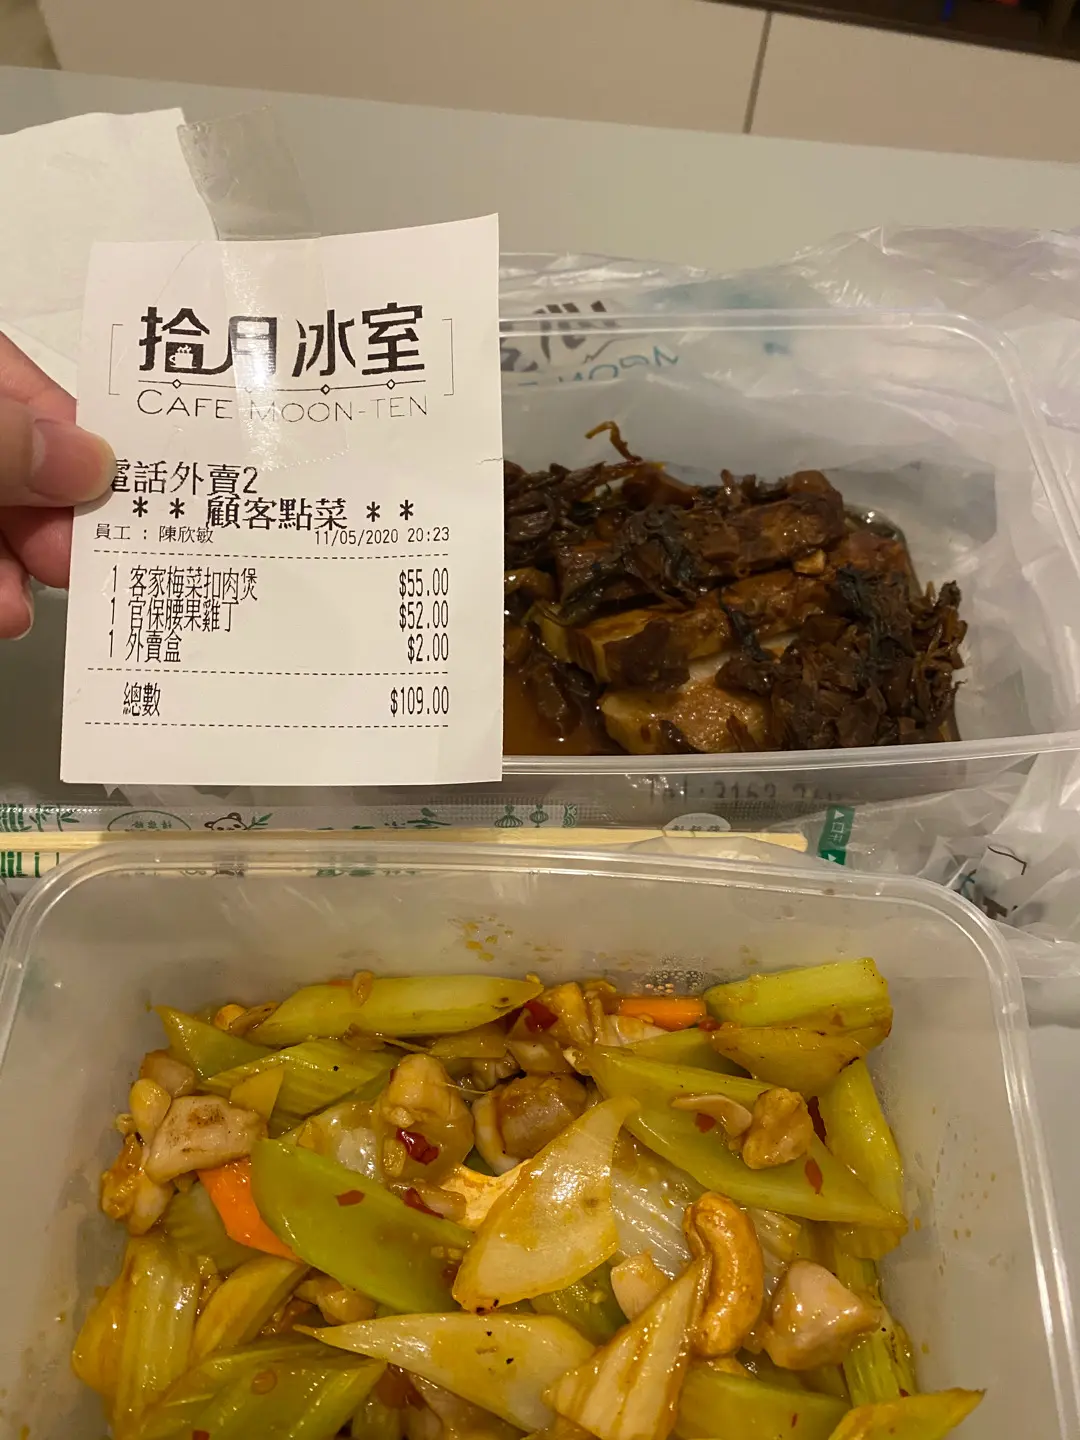 拾月冰室
CAFE MOON-TEN
電話外賣2
** 顧客點菜 **
員工 : 陳欣敏 11/05/2020 20:23
1 客家梅菜扣肉煲 $55.00
1 官保腰果雞丁 $52.00
1 外賣盒 $2.00
總數 $109.00